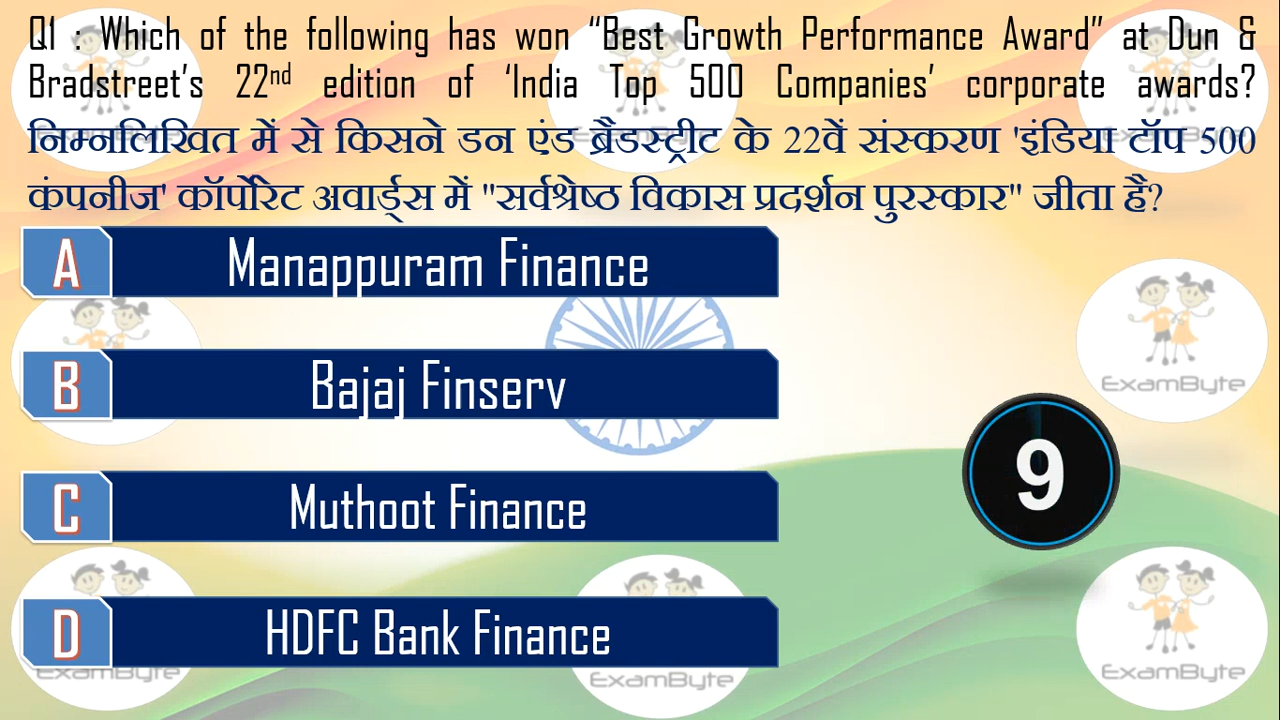 Q1 : Which of the following has won “Best Growth Performance Award” at Dun &
Bradstreet’s 22nd edition of ‘India Top 500 Companies’ corporate awards?
निम्नलिखित में से किसने डन एंड ब्रैडस्ट्रीट के 22वें संस्करण 'इंडिया टॉप 500
कंपनीज' कॉर्पोरेट अवार्ड्स में "सर्वश्रेष्ठ विकास प्रदर्शन पुरस्कार" जीता है?
A Manappuram Finance
B Bajaj Finserv
ExamByte
9
C Muthoot Finance
D HDFC Bank Finance
ExamByte
ExamByte
ExamByte